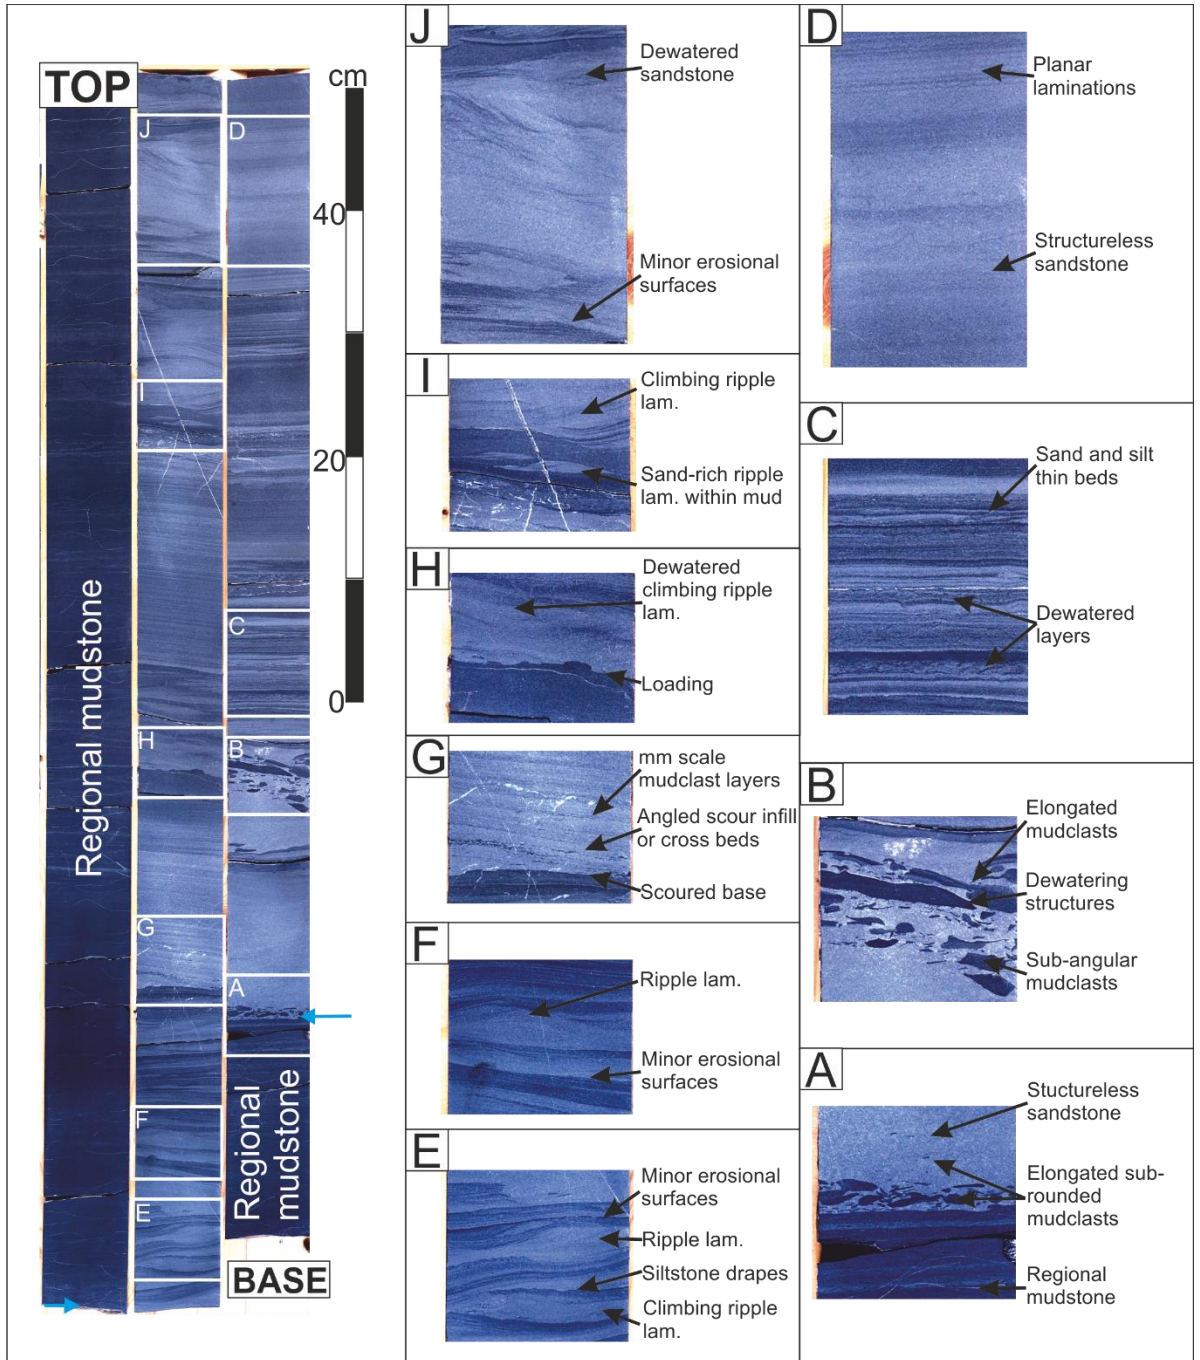 TOP
cm
40
20
0
Regional mudstone
J
I
H
G
F
E
D
C
B
A
Regional
mudstone
BASE
J
Dewatered
sandstone
Minor erosional
surfaces
I
Climbing ripple
lam.
Sand-rich ripple
lam. within mud
H
Dewatered
climbing ripple
lam.
Loading
G
mm scale
mudclast layers
Angled scour infill
or cross beds
Scoured base
F
Ripple lam.
Minor erosional
surfaces
E
Minor erosional
surfaces
Ripple lam.
Siltstone drapes
Climbing ripple
lam.
D
Planar
laminations
Structureless
sandstone
C
Sand and silt
thin beds
Dewatered
layers
B
Elongated
mudclasts
Dewatering
structures
Sub-angular
mudclasts
A
Stuctureless
sandstone
Elongated sub-
rounded
mudclasts
Regional
mudstone